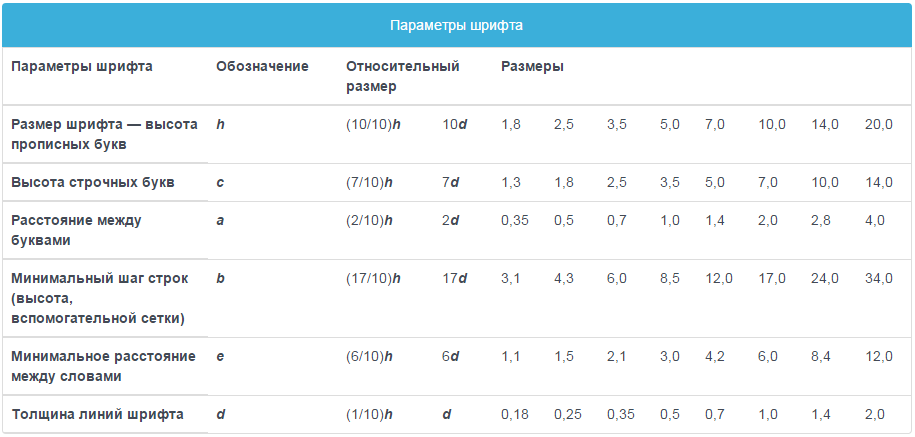 Параметры шрифта
Параметры шрифта Обозначение Относительный размер Размеры
Размер шрифта — высота прописных букв h (10/10)h 10d 1,8 2,5 3,5 5,0 7,0 10,0 14,0 20,0
Высота строчных букв c (7/10)h 7d 1,3 1,8 2,5 3,5 5,0 7,0 10,0 14,0
Расстояние между буквами a (2/10)h 2d 0,35 0,5 0,7 1,0 1,4 2,0 2,8 4,0
Минимальный шаг строк (высота, вспомогательной сетки) b (17/10)h 17d 3,1 4,3 6,0 8,5 12,0 17,0 24,0 34,0
Минимальное расстояние между словами e (6/10)h 6d 1,1 1,5 2,1 3,0 4,2 6,0 8,4 12,0
Толщина линий шрифта d (1/10)h d 0,18 0,25 0,35 0,5 0,7 1,0 1,4 2,0